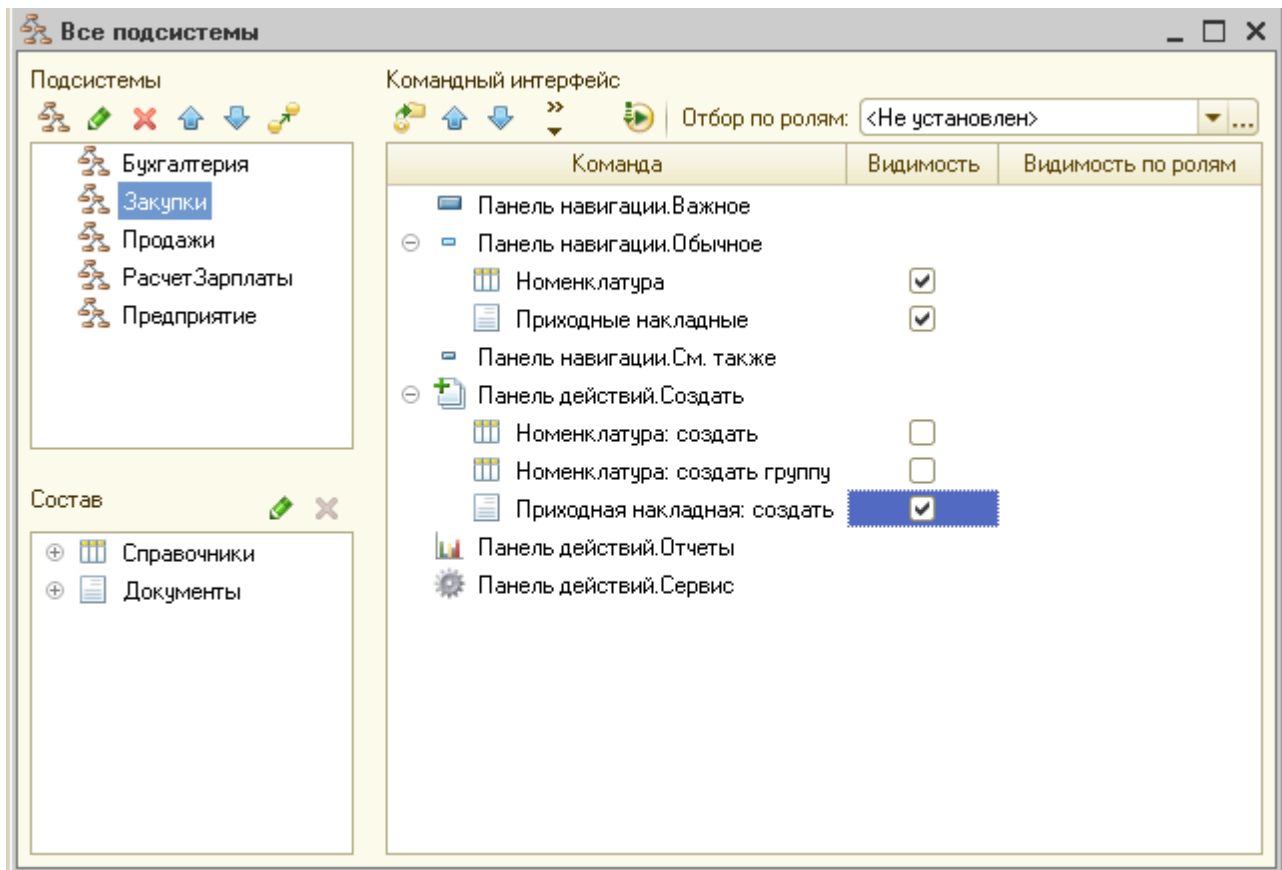 Все подсистемы
Подсистемы
Бухгалтерия
Закупки
Продажи
РасчетЗарплаты
Предприятие
Состав
Справочники
Документы
Командный интерфейс
Отбор по ролям: <Не установлен>
Команда Видимость Видимость по ролям
Панель навигации.Важное
Панель навигации.Обычное
Номенклатура
Приходные накладные
Панель навигации.См. также
Панель действий.Создать
Номенклатура: создать
Номенклатура: создать группу
Приходная накладная: создать
Панель действий.Отчеты
Панель действий.Сервис